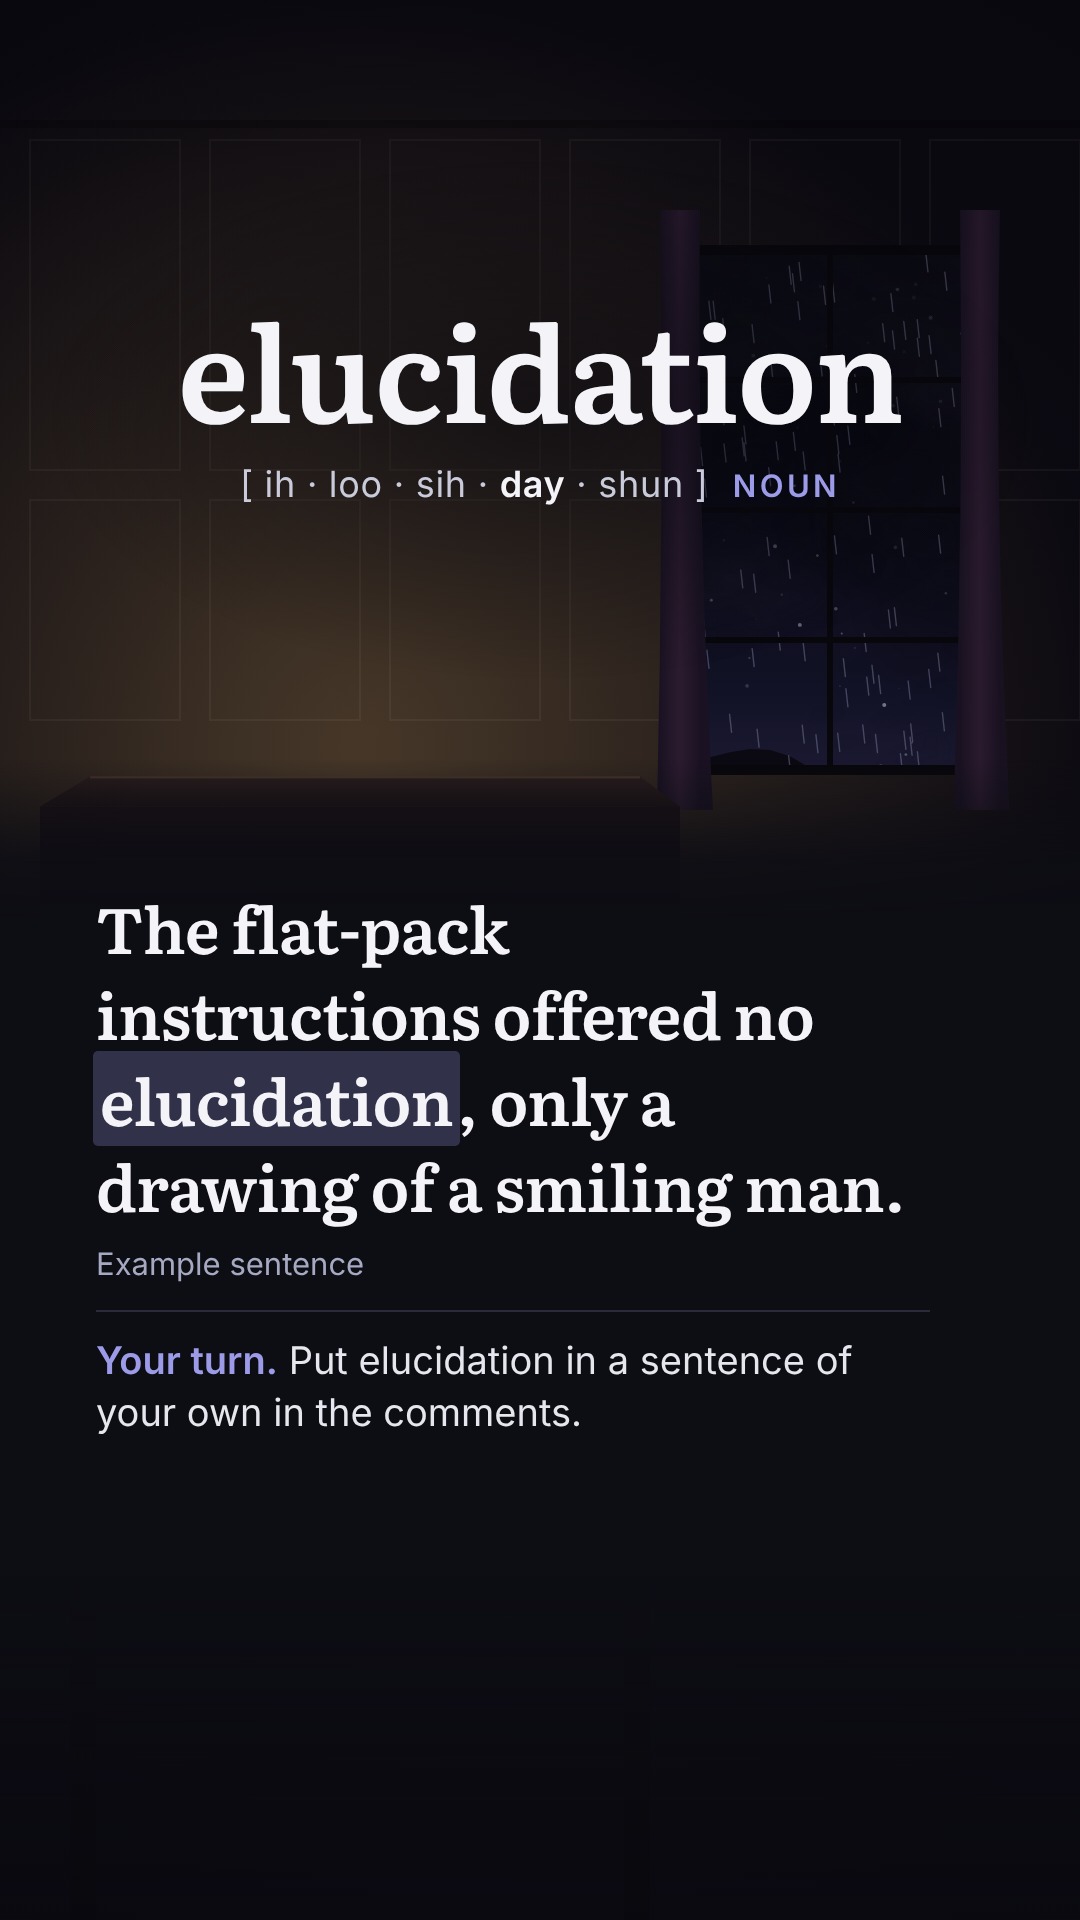 elucidation
[ ih · loo · sih · day · shun ] NOUN
The flat-pack
instructions offered no
elucidation, only a
drawing of a smiling man.
Example sentence
Your turn. Put elucidation in a sentence of
your own in the comments.